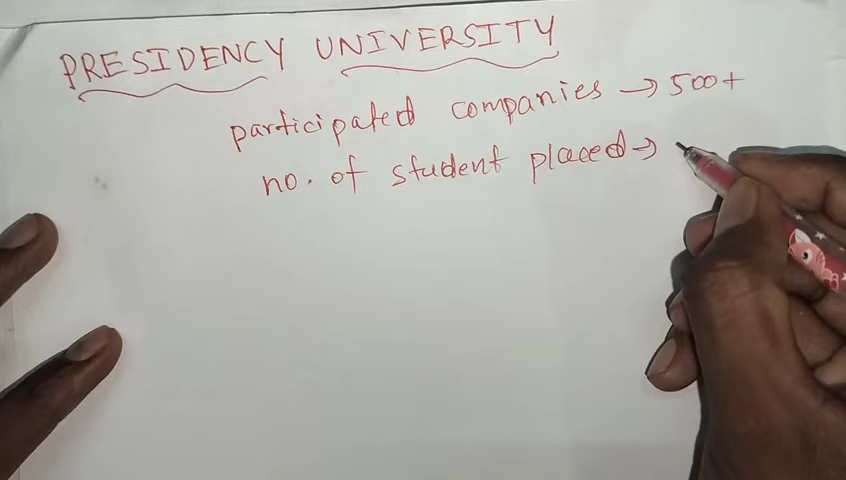 PRESIDENCY UNIVERSITY
participated companies → 500+
no. of student placed →